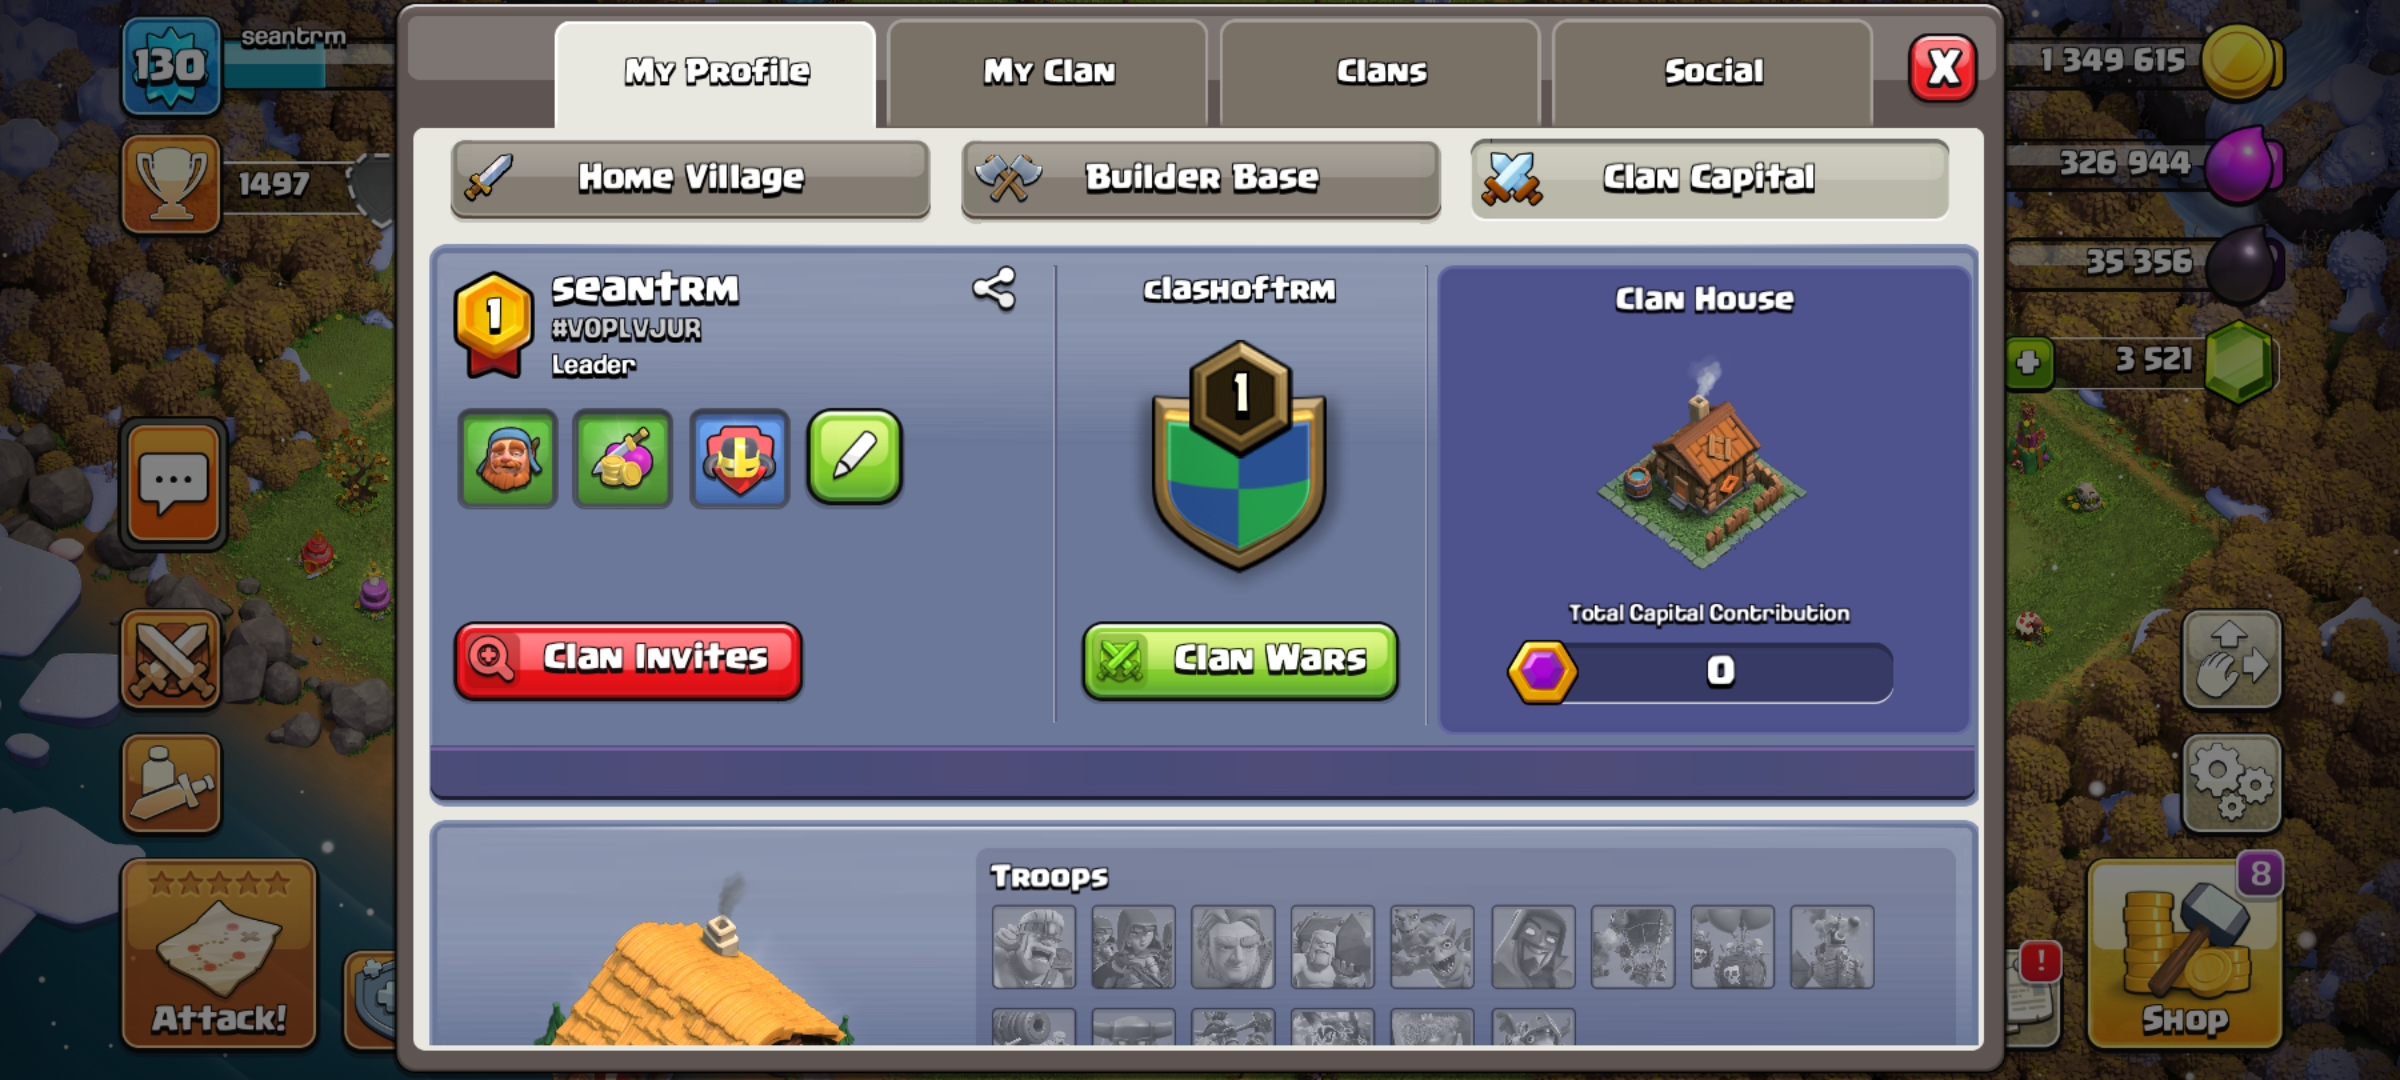 130
seantrm
My Profile
My Clan
Clans
Social
X
1 349 615
1497
Home Village
Builder Base
Clan Capital
326 944
35 356
3 521
1
seantrm
#V0PLVJUR
Leader
clashoftrm
1
Clan House
Total Capital Contribution
0
Clan Invites
Clan Wars
Troops
Attack!
8
!
Shop